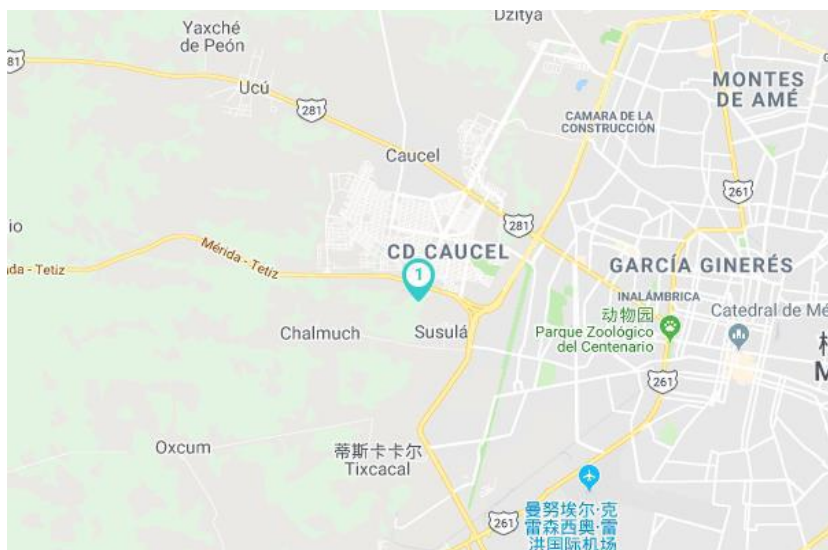 Dzitya
Yaxché
de Peón
81
Ucú
281
MONTES
DE AMÉ
CAMARA DE LA
CONSTRUCCIÓN
Caucel
261
281
io
CD CAUCEL
GARCÍA GINERÉS
da - Tetiz
Mérida - Tetiz
1
INALÁMBRICA
动物园
Parque Zoológico
del Centenario
Catedral de Mé
Chalmuch
Susulá
M
261
Oxcum
蒂斯卡卡尔
Tixcacal
曼努埃尔·克
雷森西奥·雷
洪国际机场
261